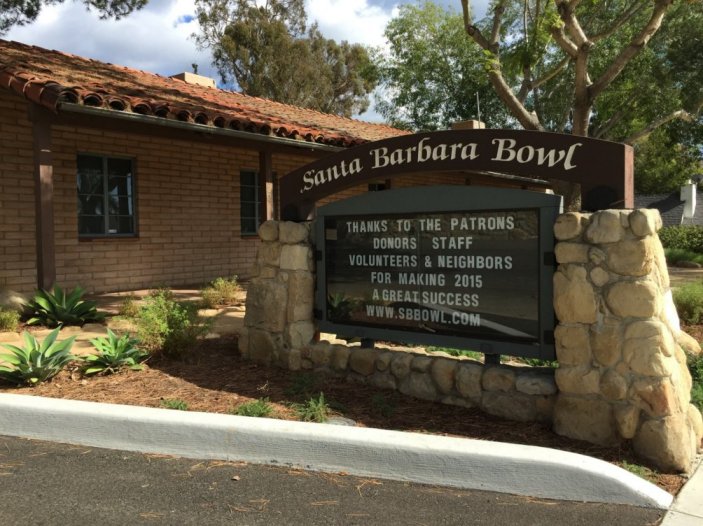 Santa Barbara Bowl
THANKS TO THE PATRONS
DONORS STAFF
VOLUNTEERS & NEIGHBORS
FOR MAKING 2015
A GREAT SUCCESS
WWW.SBBOWL.COM